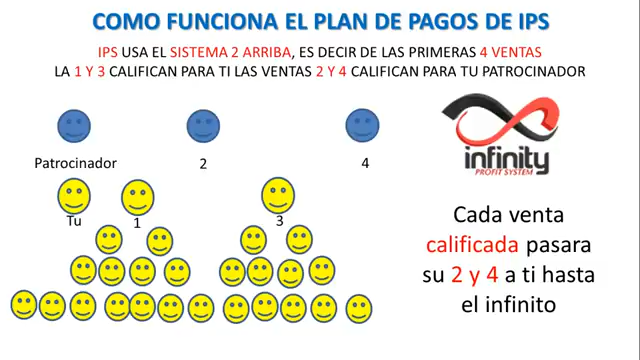 COMO FUNCIONA EL PLAN DE PAGOS DE IPS
IPS USA EL SISTEMA 2 ARRIBA, ES DECIR DE LAS PRIMERAS 4 VENTAS
LA 1 Y 3 CALIFICAN PARA TI LAS VENTAS 2 Y 4 CALIFICAN PARA TU PATROCINADOR
Patrocinador 2 4
Tu 1 3
infinity
PROFIT SYSTEM
Cada venta
calificada pasara
su 2 y 4 a ti hasta
el infinito